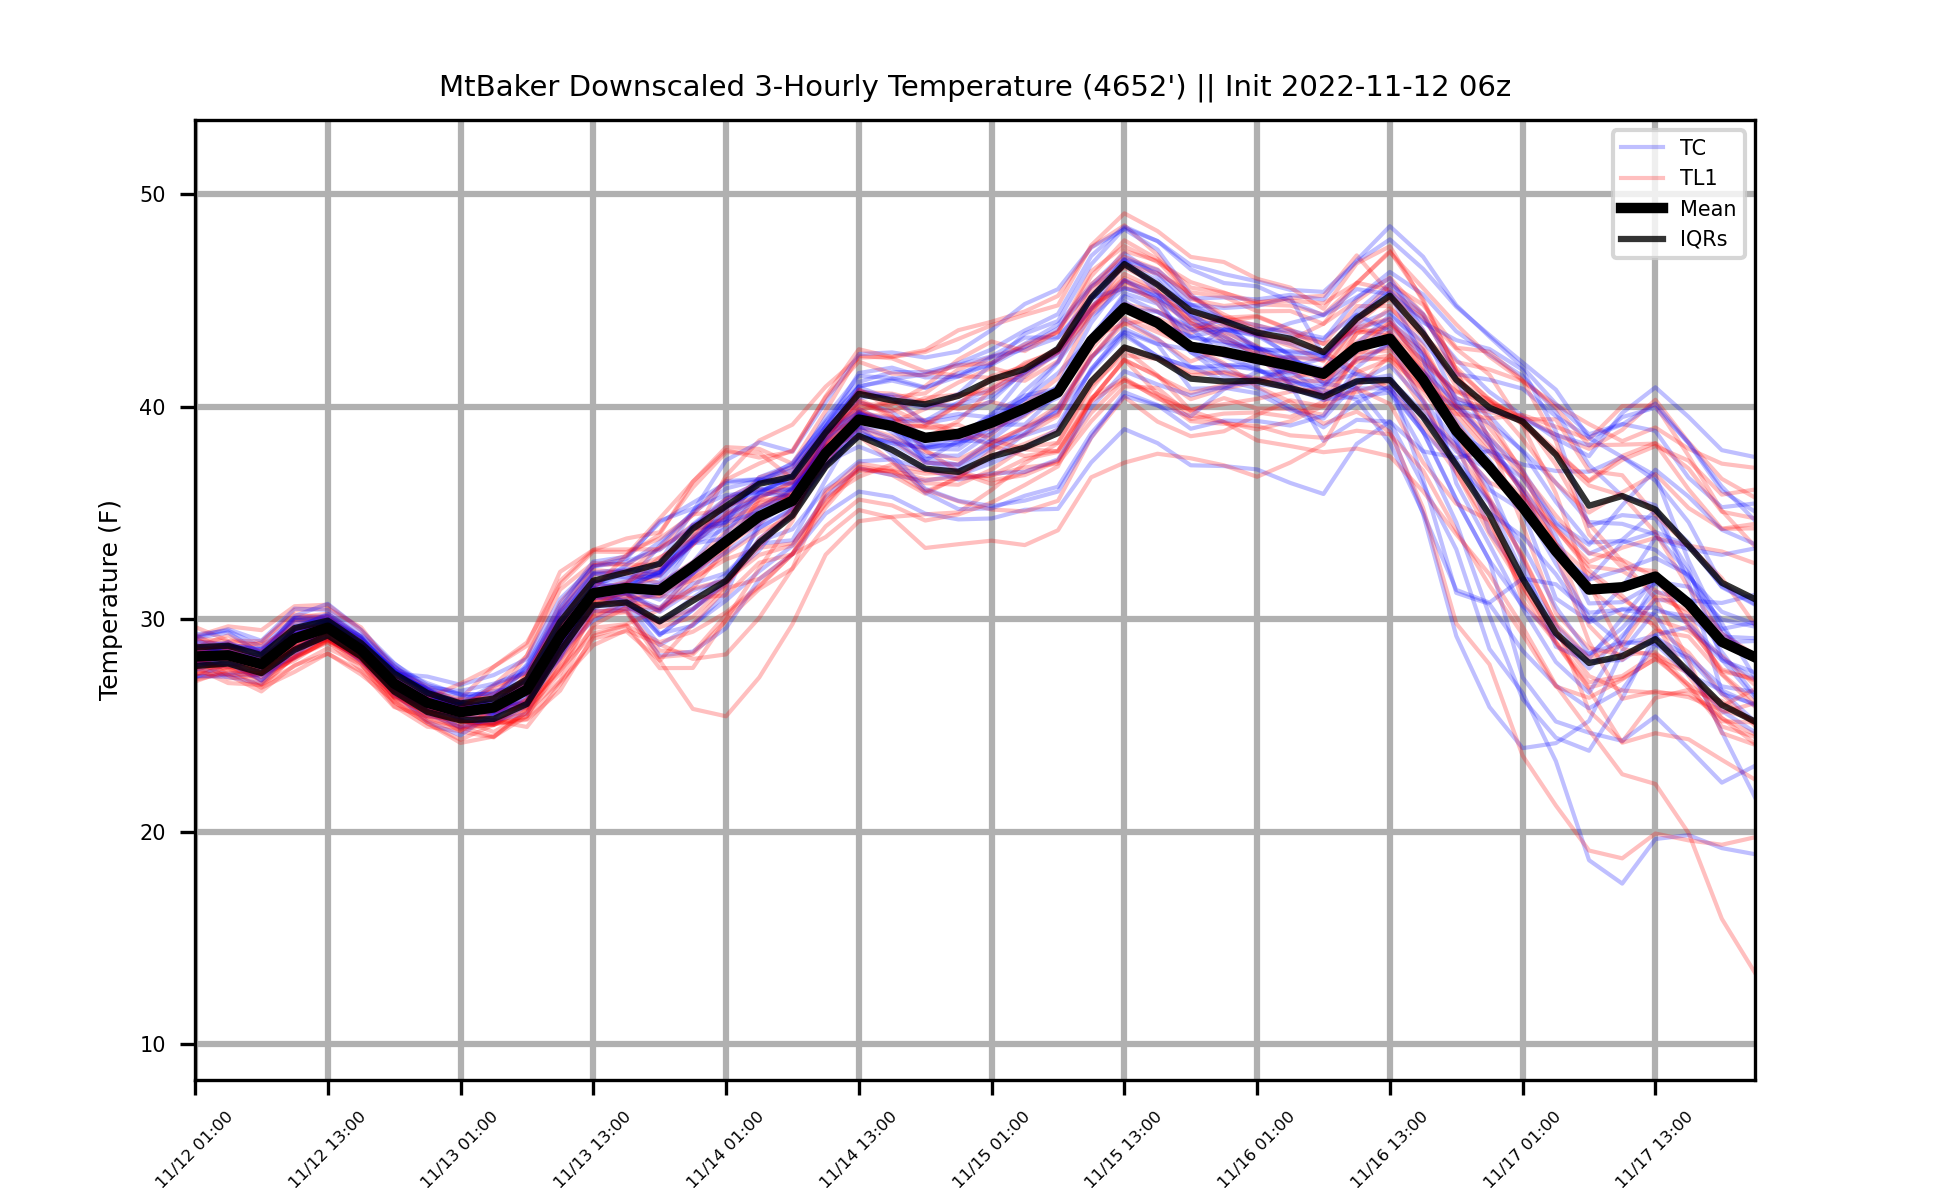 MtBaker Downscaled 3-Hourly Temperature (4652') || Init 2022-11-12 06z
TC
TL1
Mean
IQRs
Temperature (F)
50
40
30
20
10
11/12 01:00
11/12 13:00
11/13 01:00
11/13 13:00
11/14 01:00
11/14 13:00
11/15 01:00
11/15 13:00
11/16 01:00
11/16 13:00
11/17 01:00
11/17 13:00